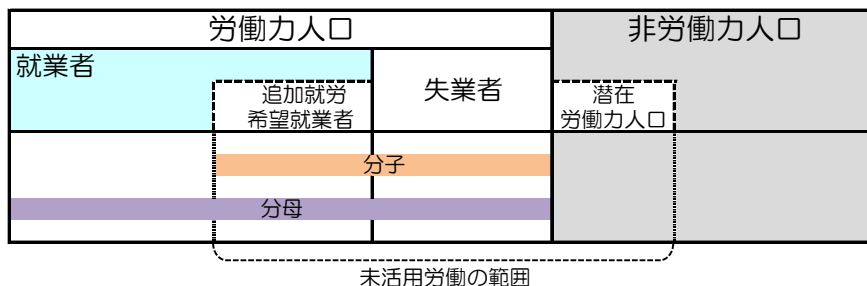 労働力人口
非労働力人口
就業者
追加就労
希望就業者
失業者
潜在
労働力人口
分子
分母
未活用労働の範囲